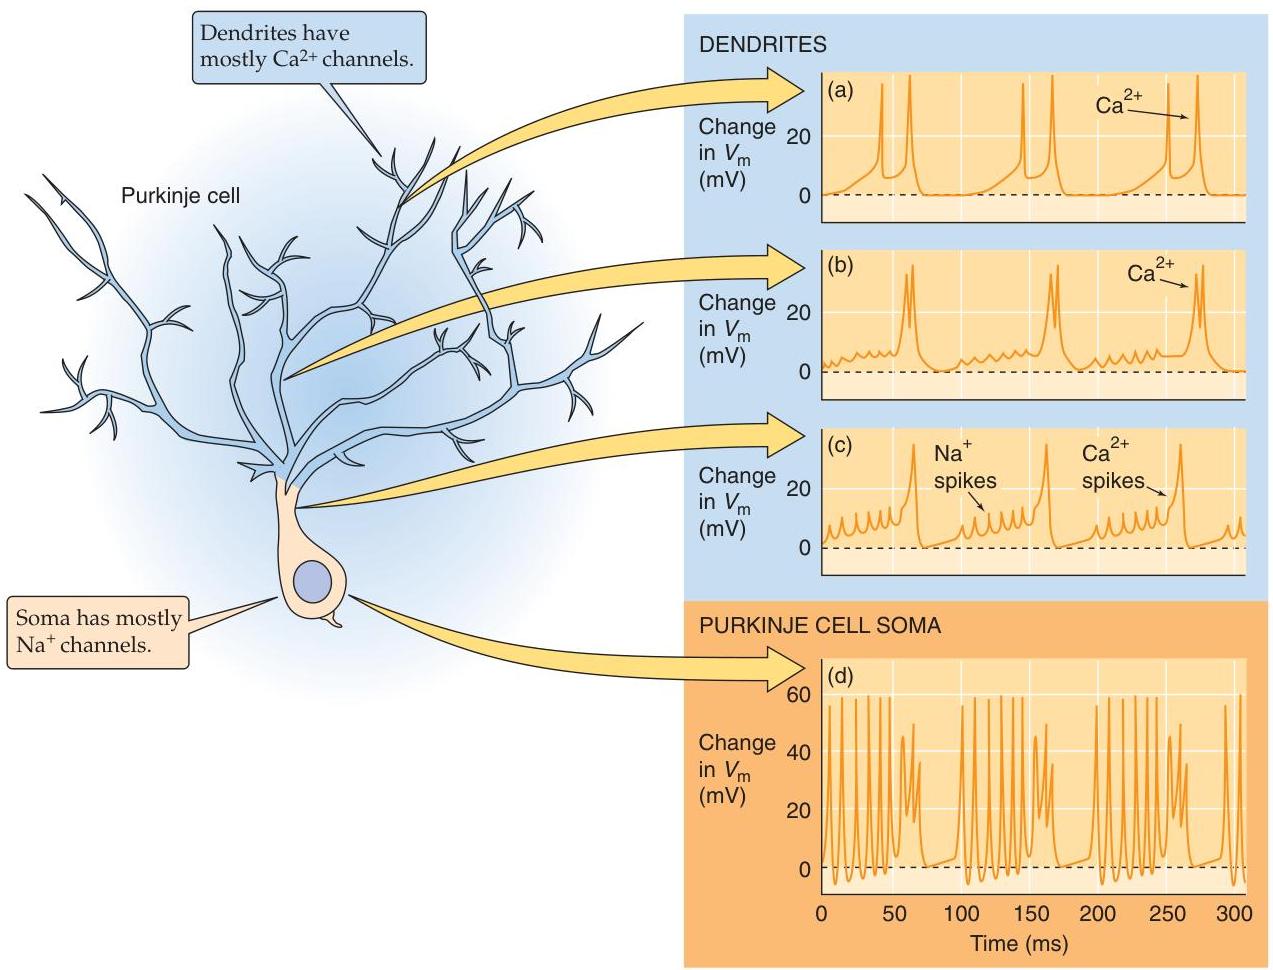 Dendrites have
mostly Ca2+ channels.
Purkinje cell
Soma has mostly
Na+ channels.
DENDRITES
(a)
Ca2+
Change
in Vm
(mV)
20
0
(b)
Ca2+
Change
in Vm
(mV)
20
0
(c)
Na+
spikes
Ca2+
spikes
Change
in Vm
(mV)
20
0
PURKINJE CELL SOMA
(d)
Change
in Vm
(mV)
60
40
20
0
0 50 100 150 200 250 300
Time (ms)